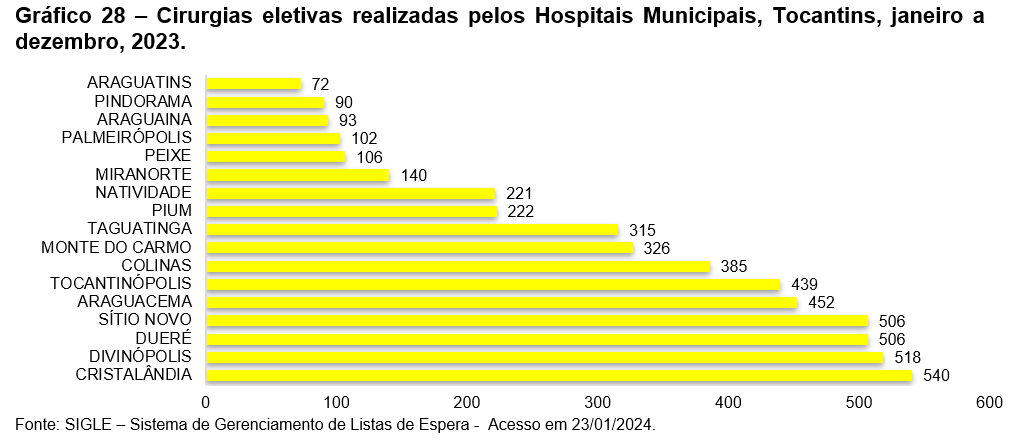 Gráfico 28 – Cirurgias eletivas realizadas pelos Hospitais Municipais, Tocantins, janeiro a
dezembro, 2023.
ARAGUATINS 72
PINDORAMA 90
ARAGUAINA 93
PALMEIRÓPOLIS 102
PEIXE 106
MIRANORTE 140
NATIVIDADE 221
PIUM 222
TAGUATINGA 315
MONTE DO CARMO 326
COLINAS 385
TOCANTINÓPOLIS 439
ARAGUACEMA 452
SÍTIO NOVO 506
DUERÉ 506
DIVINÓPOLIS 518
CRISTALÂNDIA 540
0 100 200 300 400 500 600
Fonte: SIGLE – Sistema de Gerenciamento de Listas de Espera - Acesso em 23/01/2024.